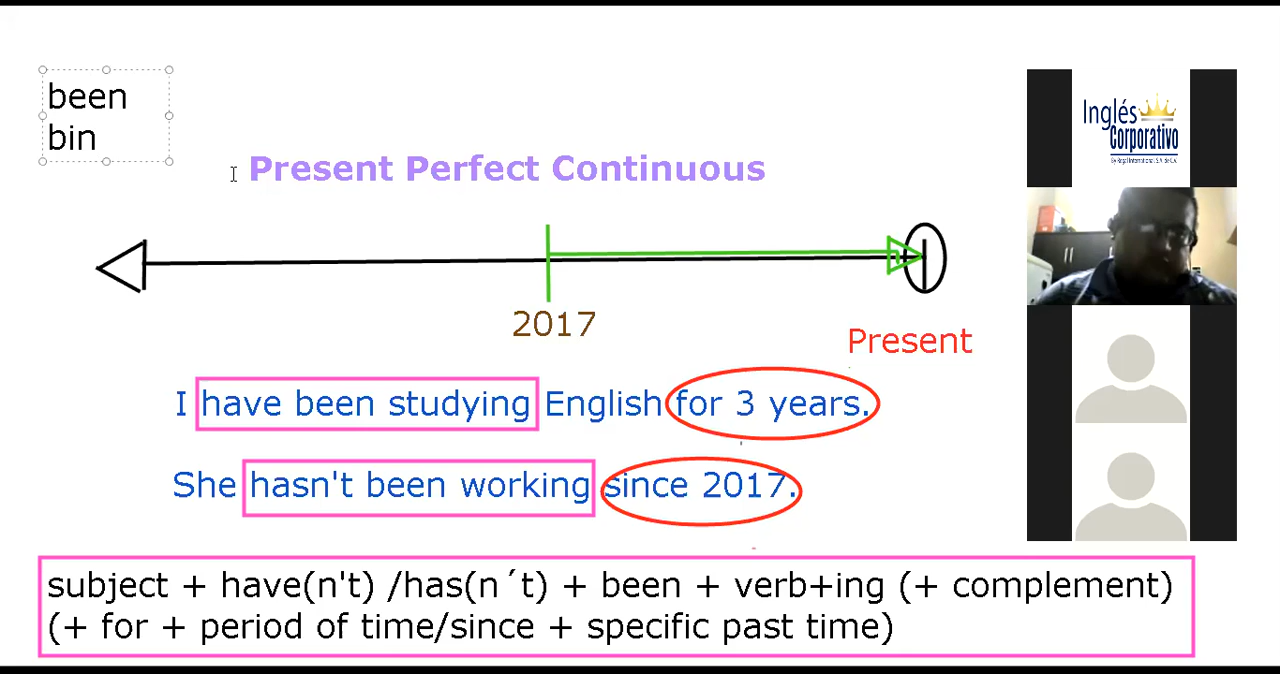 been
bin
Present Perfect Continuous
2017
Present
I have been studying English for 3 years.
She hasn't been working since 2017.
subject + have(n't) /has(n´t) + been + verb+ing (+ complement)
(+ for + period of time/since + specific past time)
Inglés
Corporativo